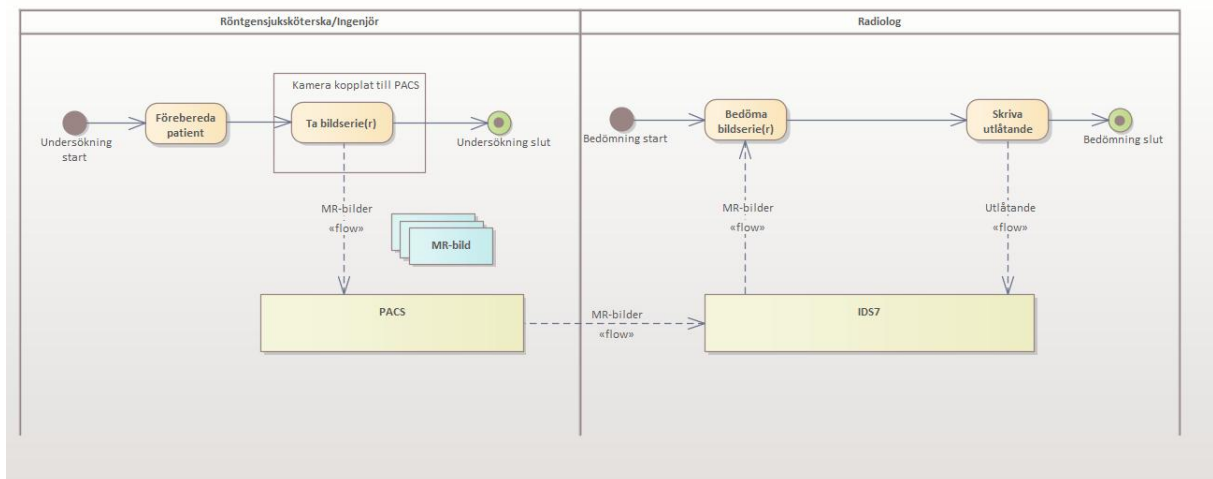 Röntgensjuksköterska/Ingenjör
Radiolog
Kamera kopplat till PACS
Undersökning
start
Förebereda
patient
Ta bildserie(r)
Undersökning slut
Bedömning start
Bedöma
bildserie(r)
Skriva
utlåtande
Bedömning slut
MR-bilder
«flow»
MR-bild
MR-bilder
«flow»
Utlåtande
«flow»
PACS
MR-bilder
«flow»
IDS7